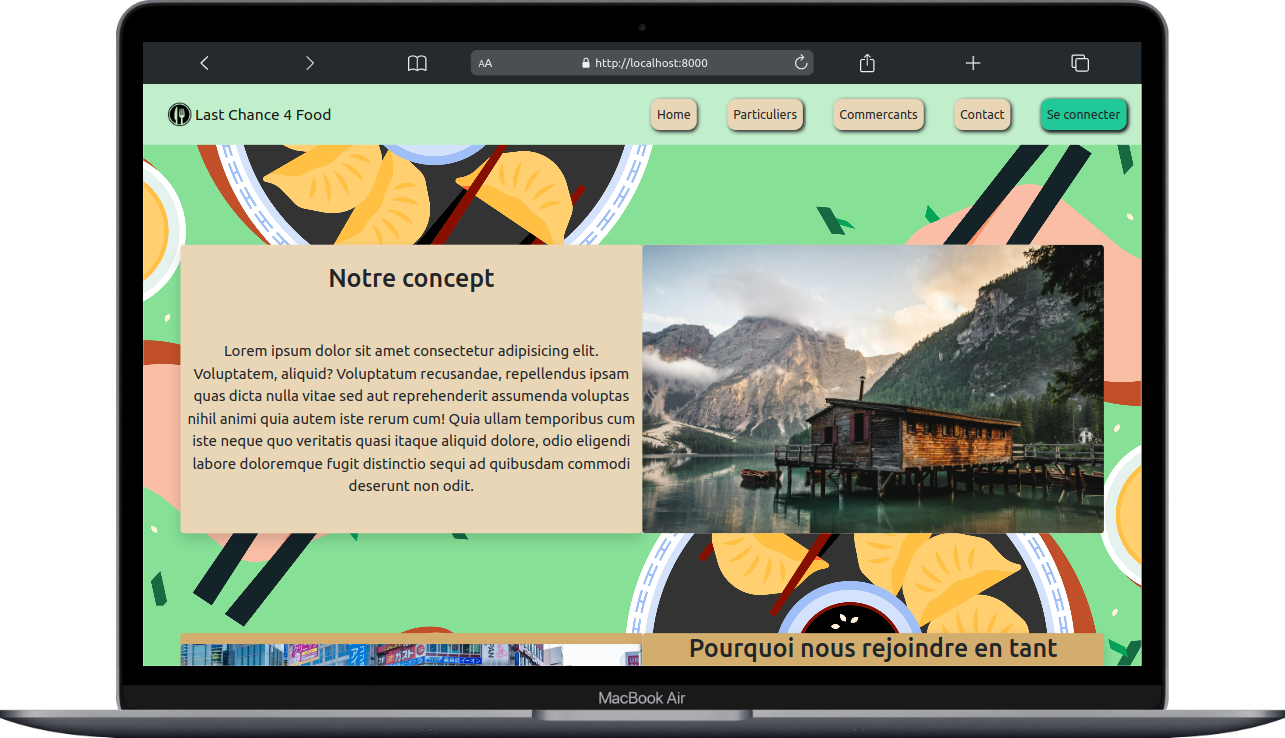 AA http://localhost:8000
Last Chance 4 Food Home Particuliers Commercants Contact Se connecter
Notre concept
Lorem ipsum dolor sit amet consectetur adipisicing elit.
Voluptatem, aliquid? Voluptatum recusandae, repellendus ipsam
quas dicta nulla vitae sed aut reprehenderit assumenda voluptas
nihil animi quia autem iste rerum cum! Quia ullam temporibus cum
iste neque quo veritatis quasi itaque aliquid dolore, odio eligendi
labore doloremque fugit distinctio sequi ad quibusdam commodi
deserunt non odit.
Pourquoi nous rejoindre en tant
MacBook Air